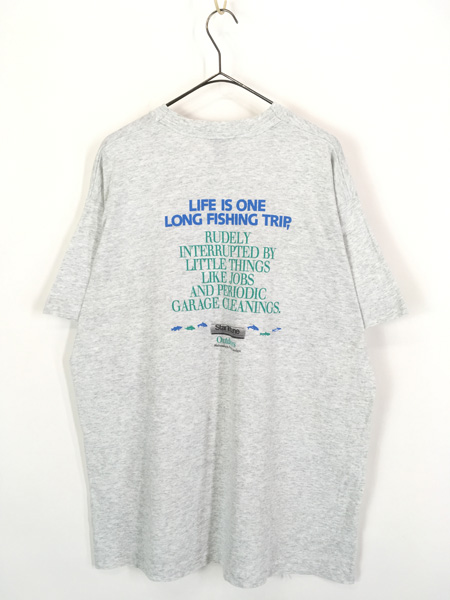 LIFE IS ONE
LONG FISHING TRIP,
RUDELY
INTERRUPTED BY
LITTLE THINGS
LIKE JOBS
AND PERIODIC
GARAGE CLEANINGS.